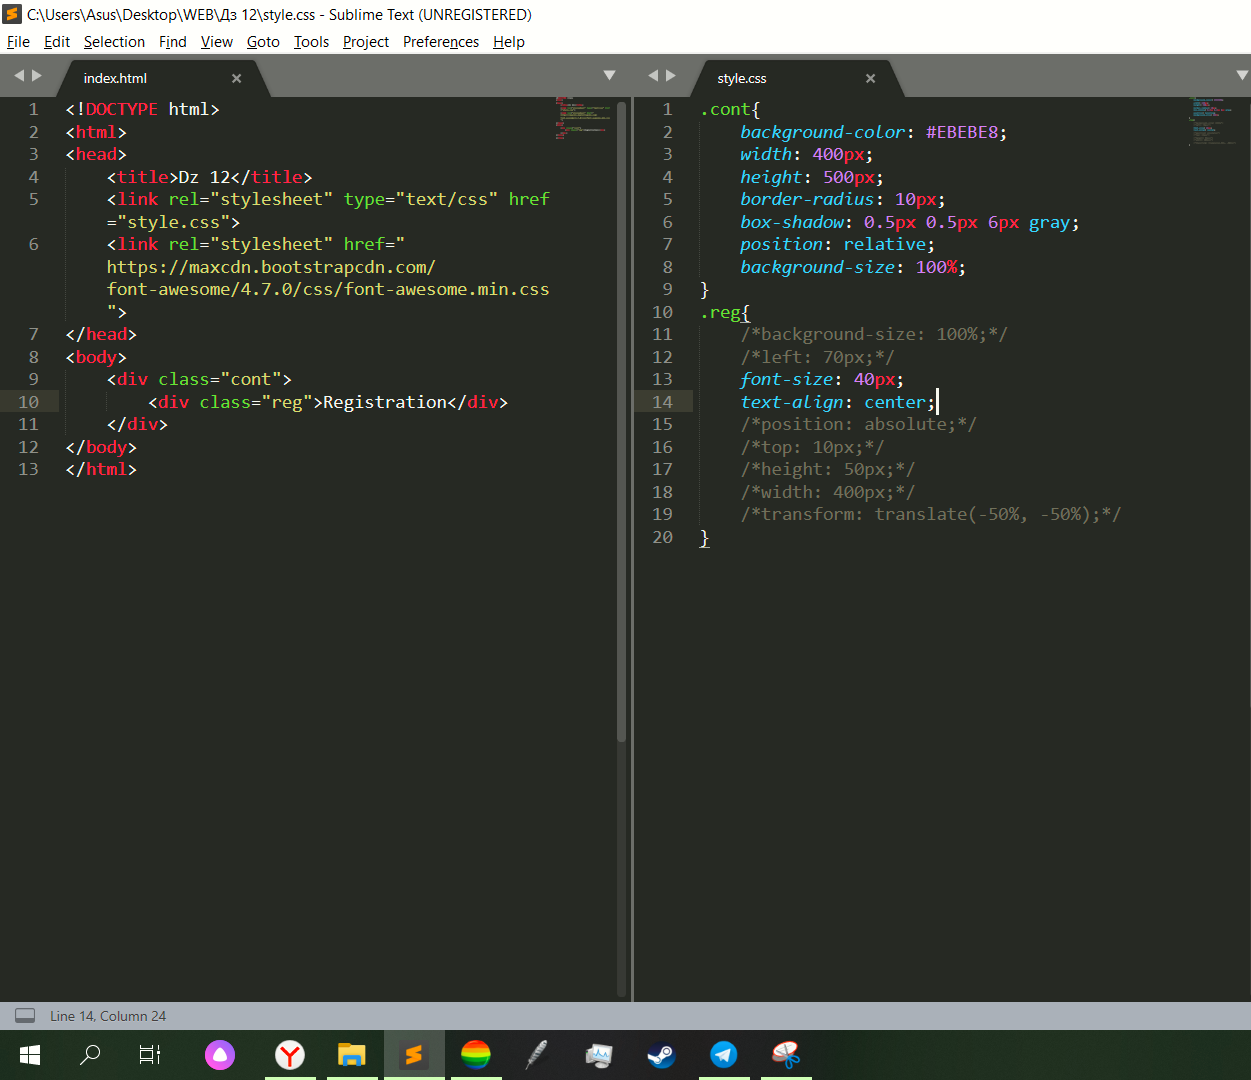 C:\Users\Asus\Desktop\WEB\Дз 12\style.css - Sublime Text (UNREGISTERED)
File Edit Selection Find View Goto Tools Project Preferences Help
index.html
1 <!DOCTYPE html>
2 <html>
3 <head>
4 <title>Dz 12</title>
5 <link rel="stylesheet" type="text/css" href
="style.css">
6 <link rel="stylesheet" href="
https://maxcdn.bootstrapcdn.com/
font-awesome/4.7.0/css/font-awesome.min.css
">
7 </head>
8 <body>
9 <div class="cont">
10 <div class="reg">Registration</div>
11 </div>
12 </body>
13 </html>
style.css
1 .cont{
2 background-color: #EBEBE8;
3 width: 400px;
4 height: 500px;
5 border-radius: 10px;
6 box-shadow: 0.5px 0.5px 6px gray;
7 position: relative;
8 background-size: 100%;
9 }
10 .reg{
11 /*background-size: 100%;*/
12 /*left: 70px;*/
13 font-size: 40px;
14 text-align: center;
15 /*position: absolute;*/
16 /*top: 10px;*/
17 /*height: 50px;*/
18 /*width: 400px;*/
19 /*transform: translate(-50%, -50%);*/
20 }
Line 14, Column 24